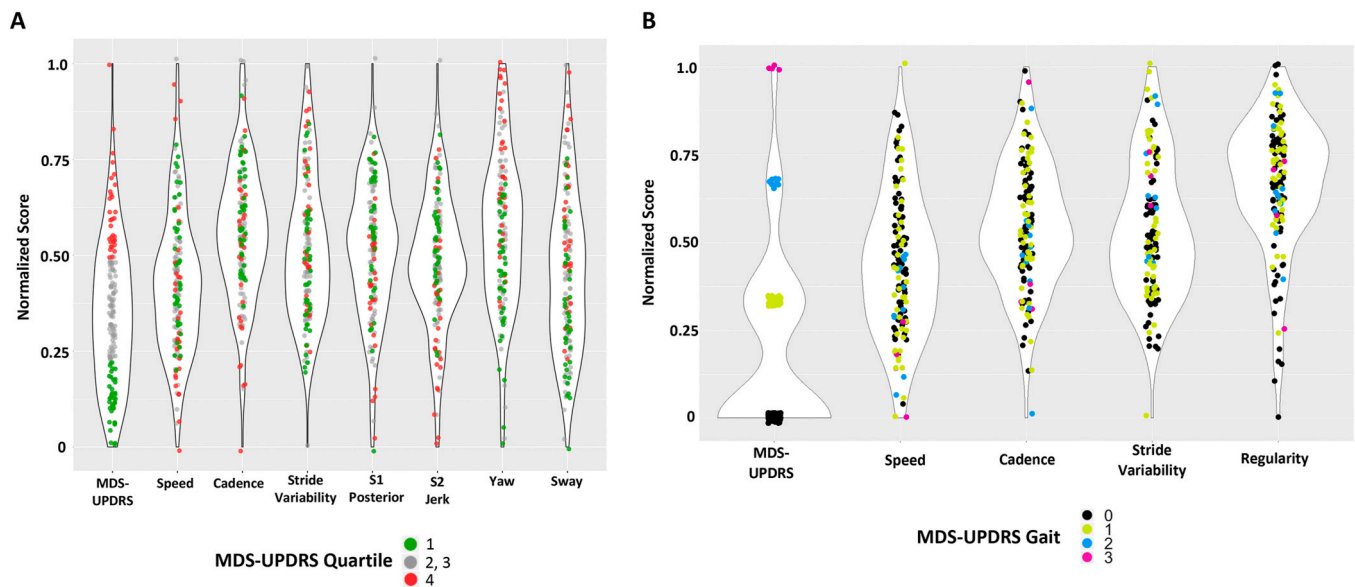 A
Normalized Score
1.0
0.75
0.50
0.25
0
MDS-
UPDRS
Speed
Cadence
Stride
Variability
S1
Posterior
S2
Jerk
Yaw
Sway
MDS-UPDRS Quartile
1
2, 3
4
B
Normalized Score
1.0
0.75
0.50
0.25
0
MDS-
UPDRS
Speed
Cadence
Stride
Variability
Regularity
MDS-UPDRS Gait
0
1
2
3